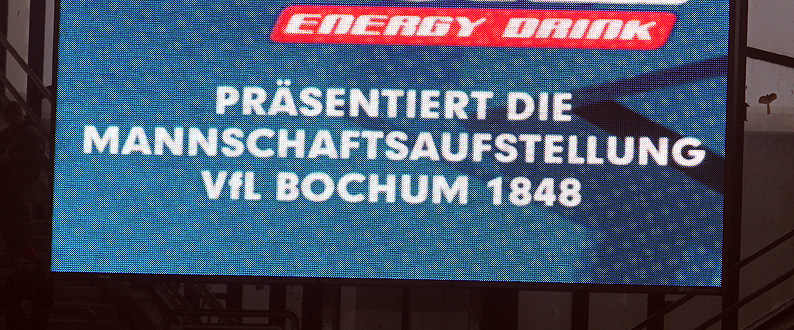 ENERGY DRINK
PRÄSENTIERT DIE
MANNSCHAFTSAUFSTELLUNG
VfL BOCHUM 1848